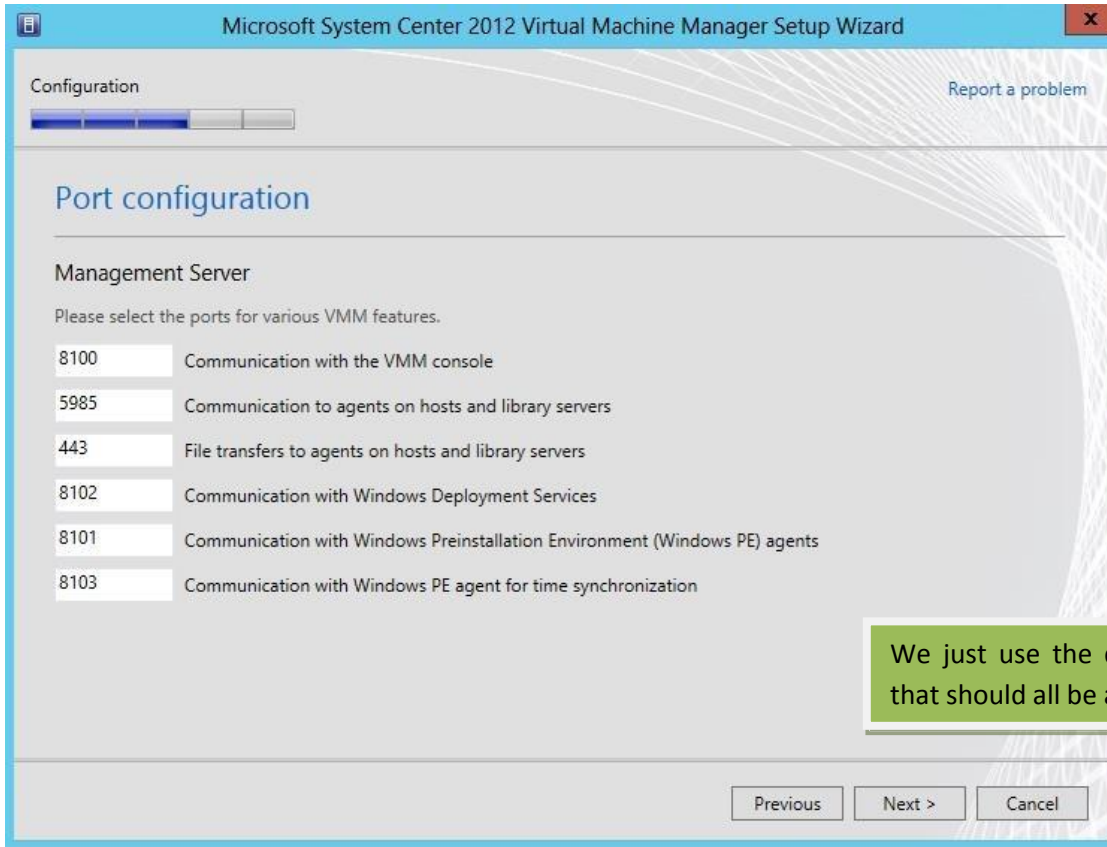 Microsoft System Center 2012 Virtual Machine Manager Setup Wizard
x
Configuration
Report a problem
Port configuration
Management Server
Please select the ports for various VMM features.
8100 Communication with the VMM console
5985 Communication to agents on hosts and library servers
443 File transfers to agents on hosts and library servers
8102 Communication with Windows Deployment Services
8101 Communication with Windows Preinstallation Environment (Windows PE) agents
8103 Communication with Windows PE agent for time synchronization
We just use the
that should all be
Previous
Next >
Cancel